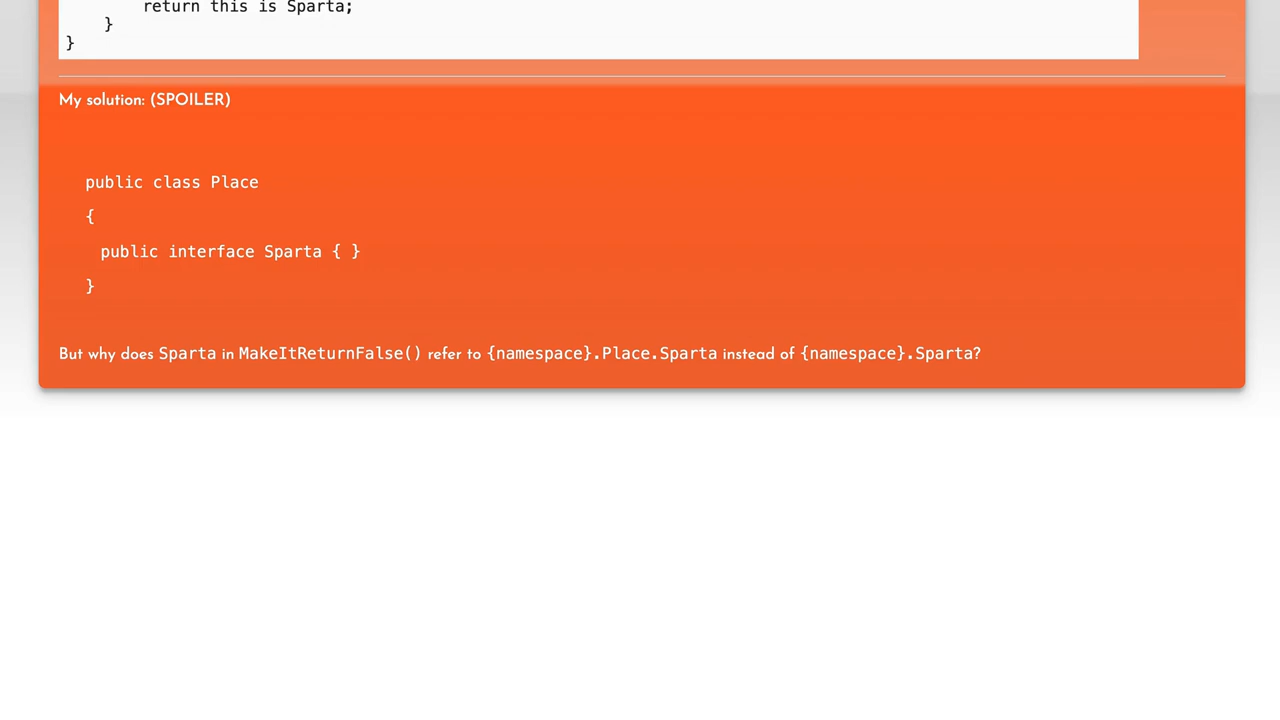 return this is Sparta;
}
}
My solution: (SPOILER)
public class Place
{
public interface Sparta { }
}
But why does Sparta in MakeItReturnFalse() refer to {namespace}.Place.Sparta instead of {namespace}.Sparta?